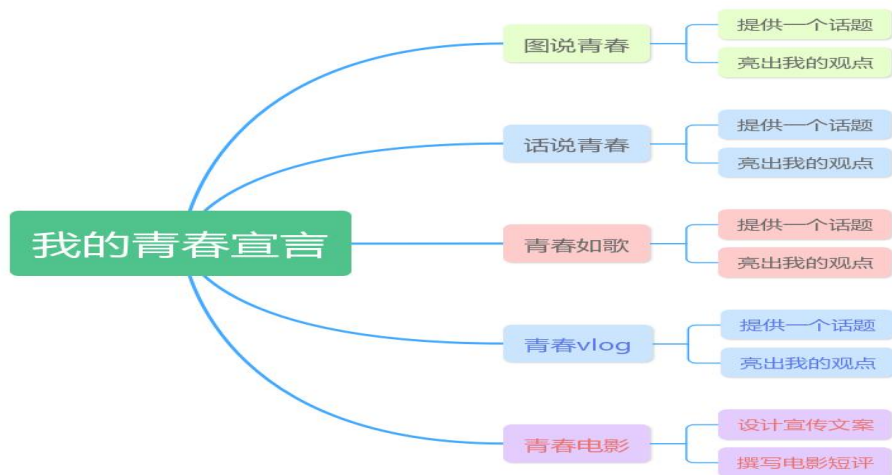 我的青春宣言
图说青春
提供一个话题
亮出我的观点
话说青春
提供一个话题
亮出我的观点
青春如歌
提供一个话题
亮出我的观点
青春vlog
提供一个话题
亮出我的观点
青春电影
设计宣传文案
撰写电影短评